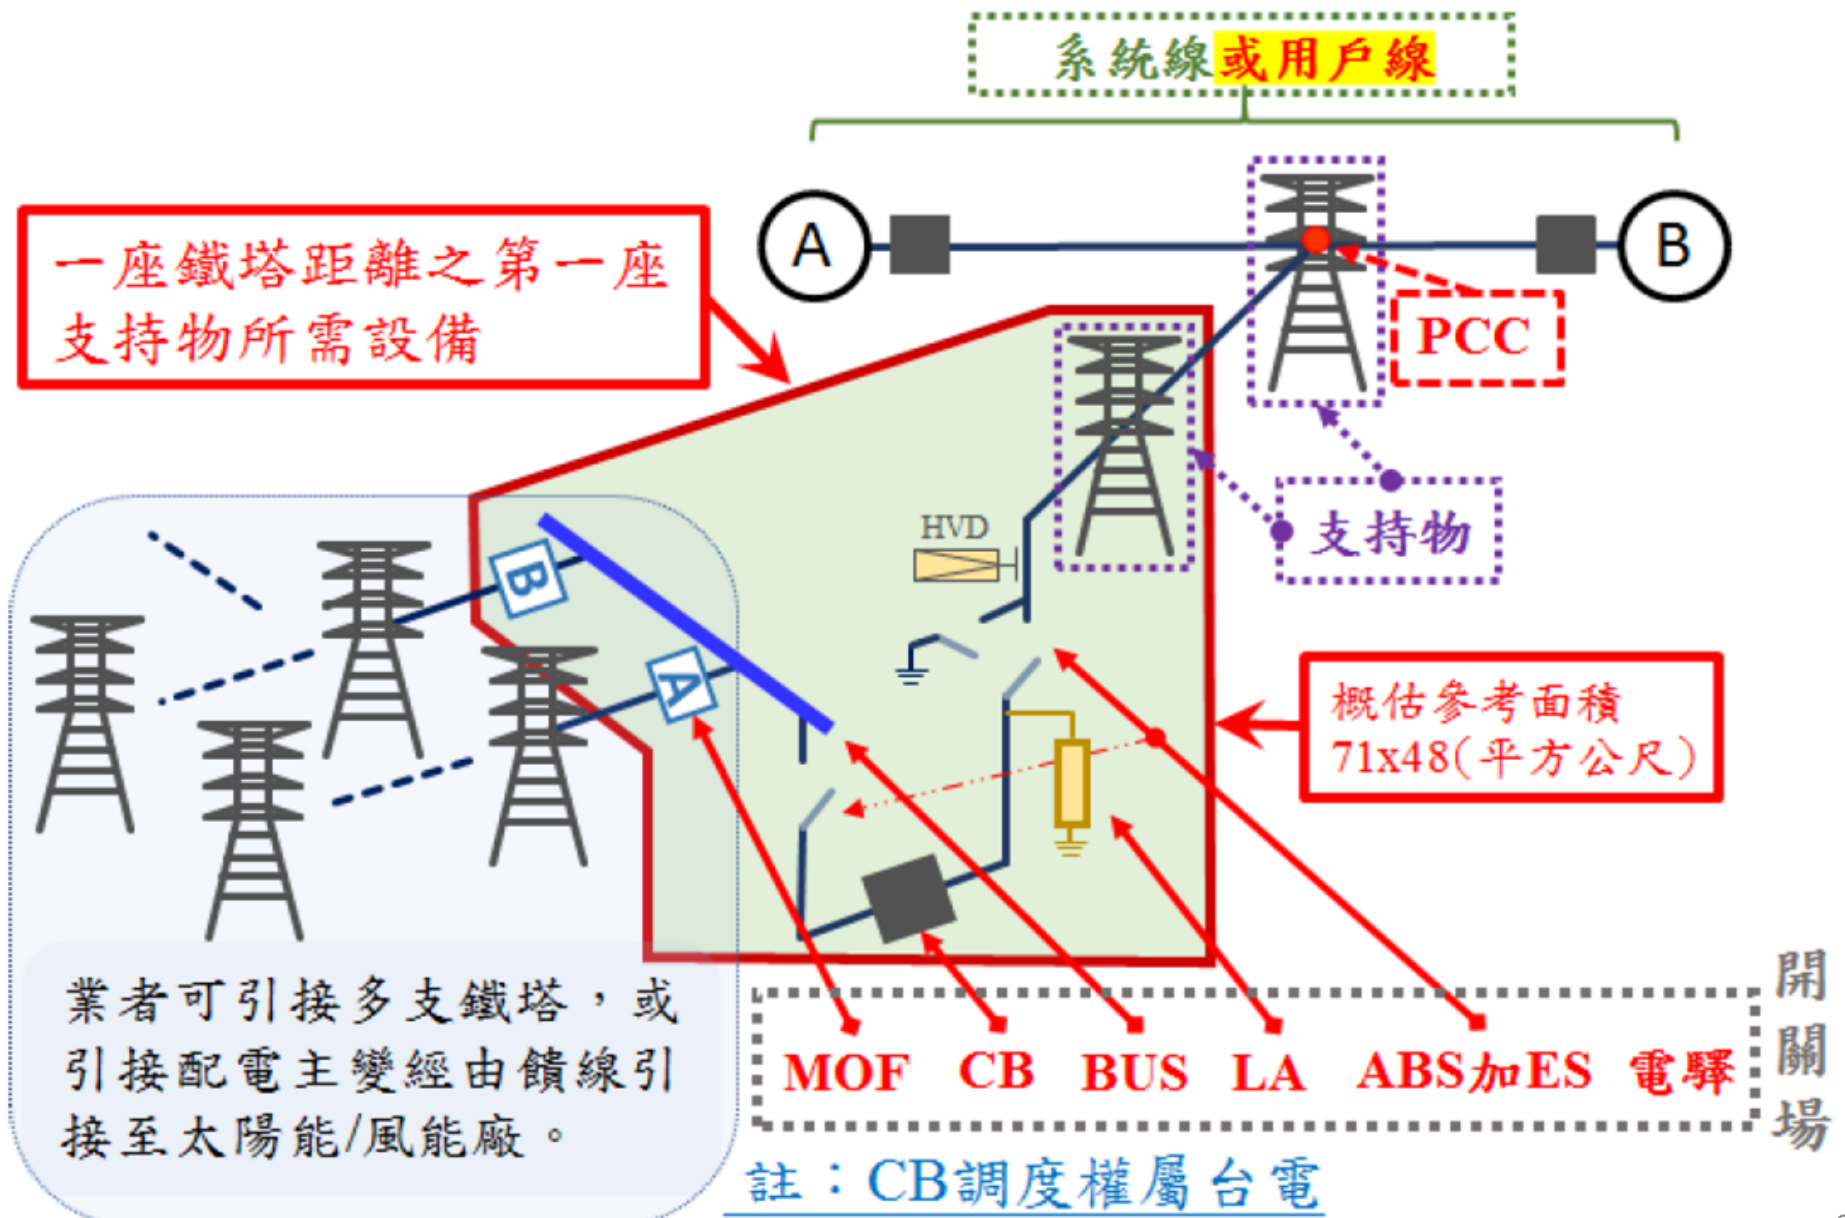 系統線或用戶線
A
B
一座鐵塔距離之第一座
支持物所需設備
PCC
支持物
HVD
B
A
概估參考面積
71x48(平方公尺)
業者可引接多支鐵塔，或
引接配電主變經由饋線引
接至太陽能/風能廠。
MOF CB BUS LA ABS加ES 電驛
開關場
註：CB調度權屬台電